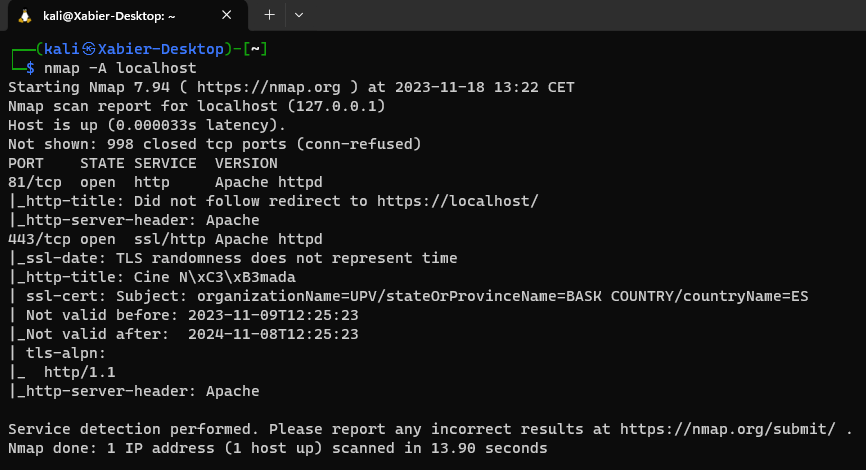 kali@Xabier-Desktop: ~
┌──(kali㉿Xabier-Desktop)-[~]
└─$ nmap -A localhost
Starting Nmap 7.94 ( https://nmap.org ) at 2023-11-18 13:22 CET
Nmap scan report for localhost (127.0.0.1)
Host is up (0.000033s latency).
Not shown: 998 closed tcp ports (conn-refused)
PORT    STATE SERVICE  VERSION
81/tcp  open  http     Apache httpd
|_http-title: Did not follow redirect to https://localhost/
|_http-server-header: Apache
443/tcp open  ssl/http Apache httpd
|_ssl-date: TLS randomness does not represent time
|_http-title: Cine N\xC3\xB3mada
| ssl-cert: Subject: organizationName=UPV/stateOrProvinceName=BASK COUNTRY/countryName=ES
| Not valid before: 2023-11-09T12:25:23
|_Not valid after:  2024-11-08T12:25:23
| tls-alpn:
|_  http/1.1
|_http-server-header: Apache
Service detection performed. Please report any incorrect results at https://nmap.org/submit/ .
Nmap done: 1 IP address (1 host up) scanned in 13.90 seconds